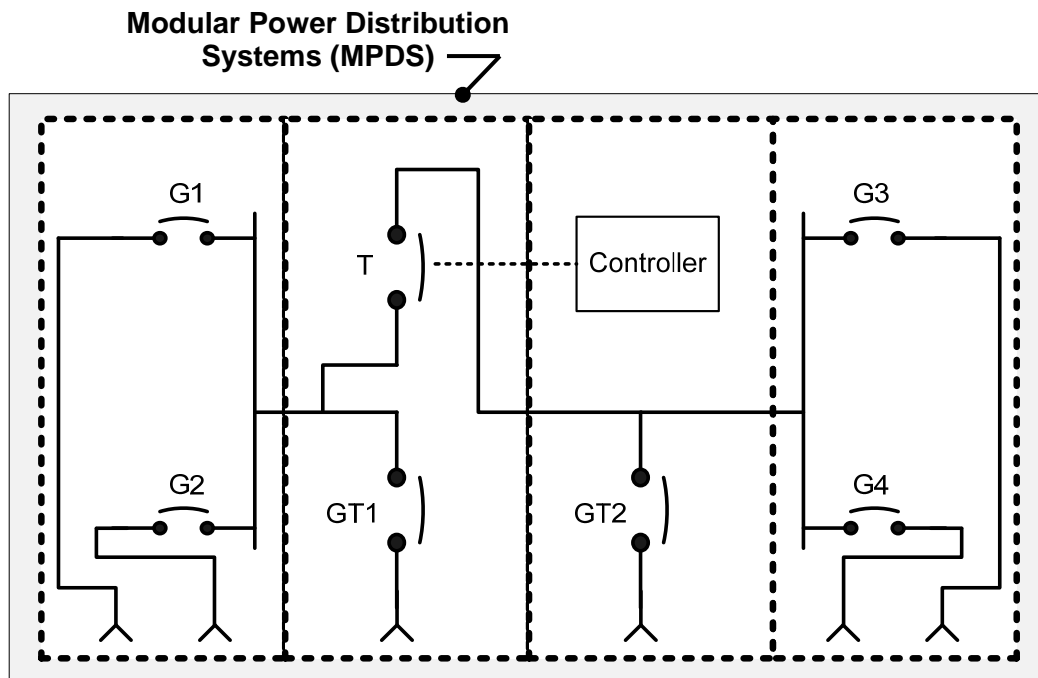 Modular Power Distribution
Systems (MPDS)
G1
G3
T
Controller
G2
G4
GT1
GT2